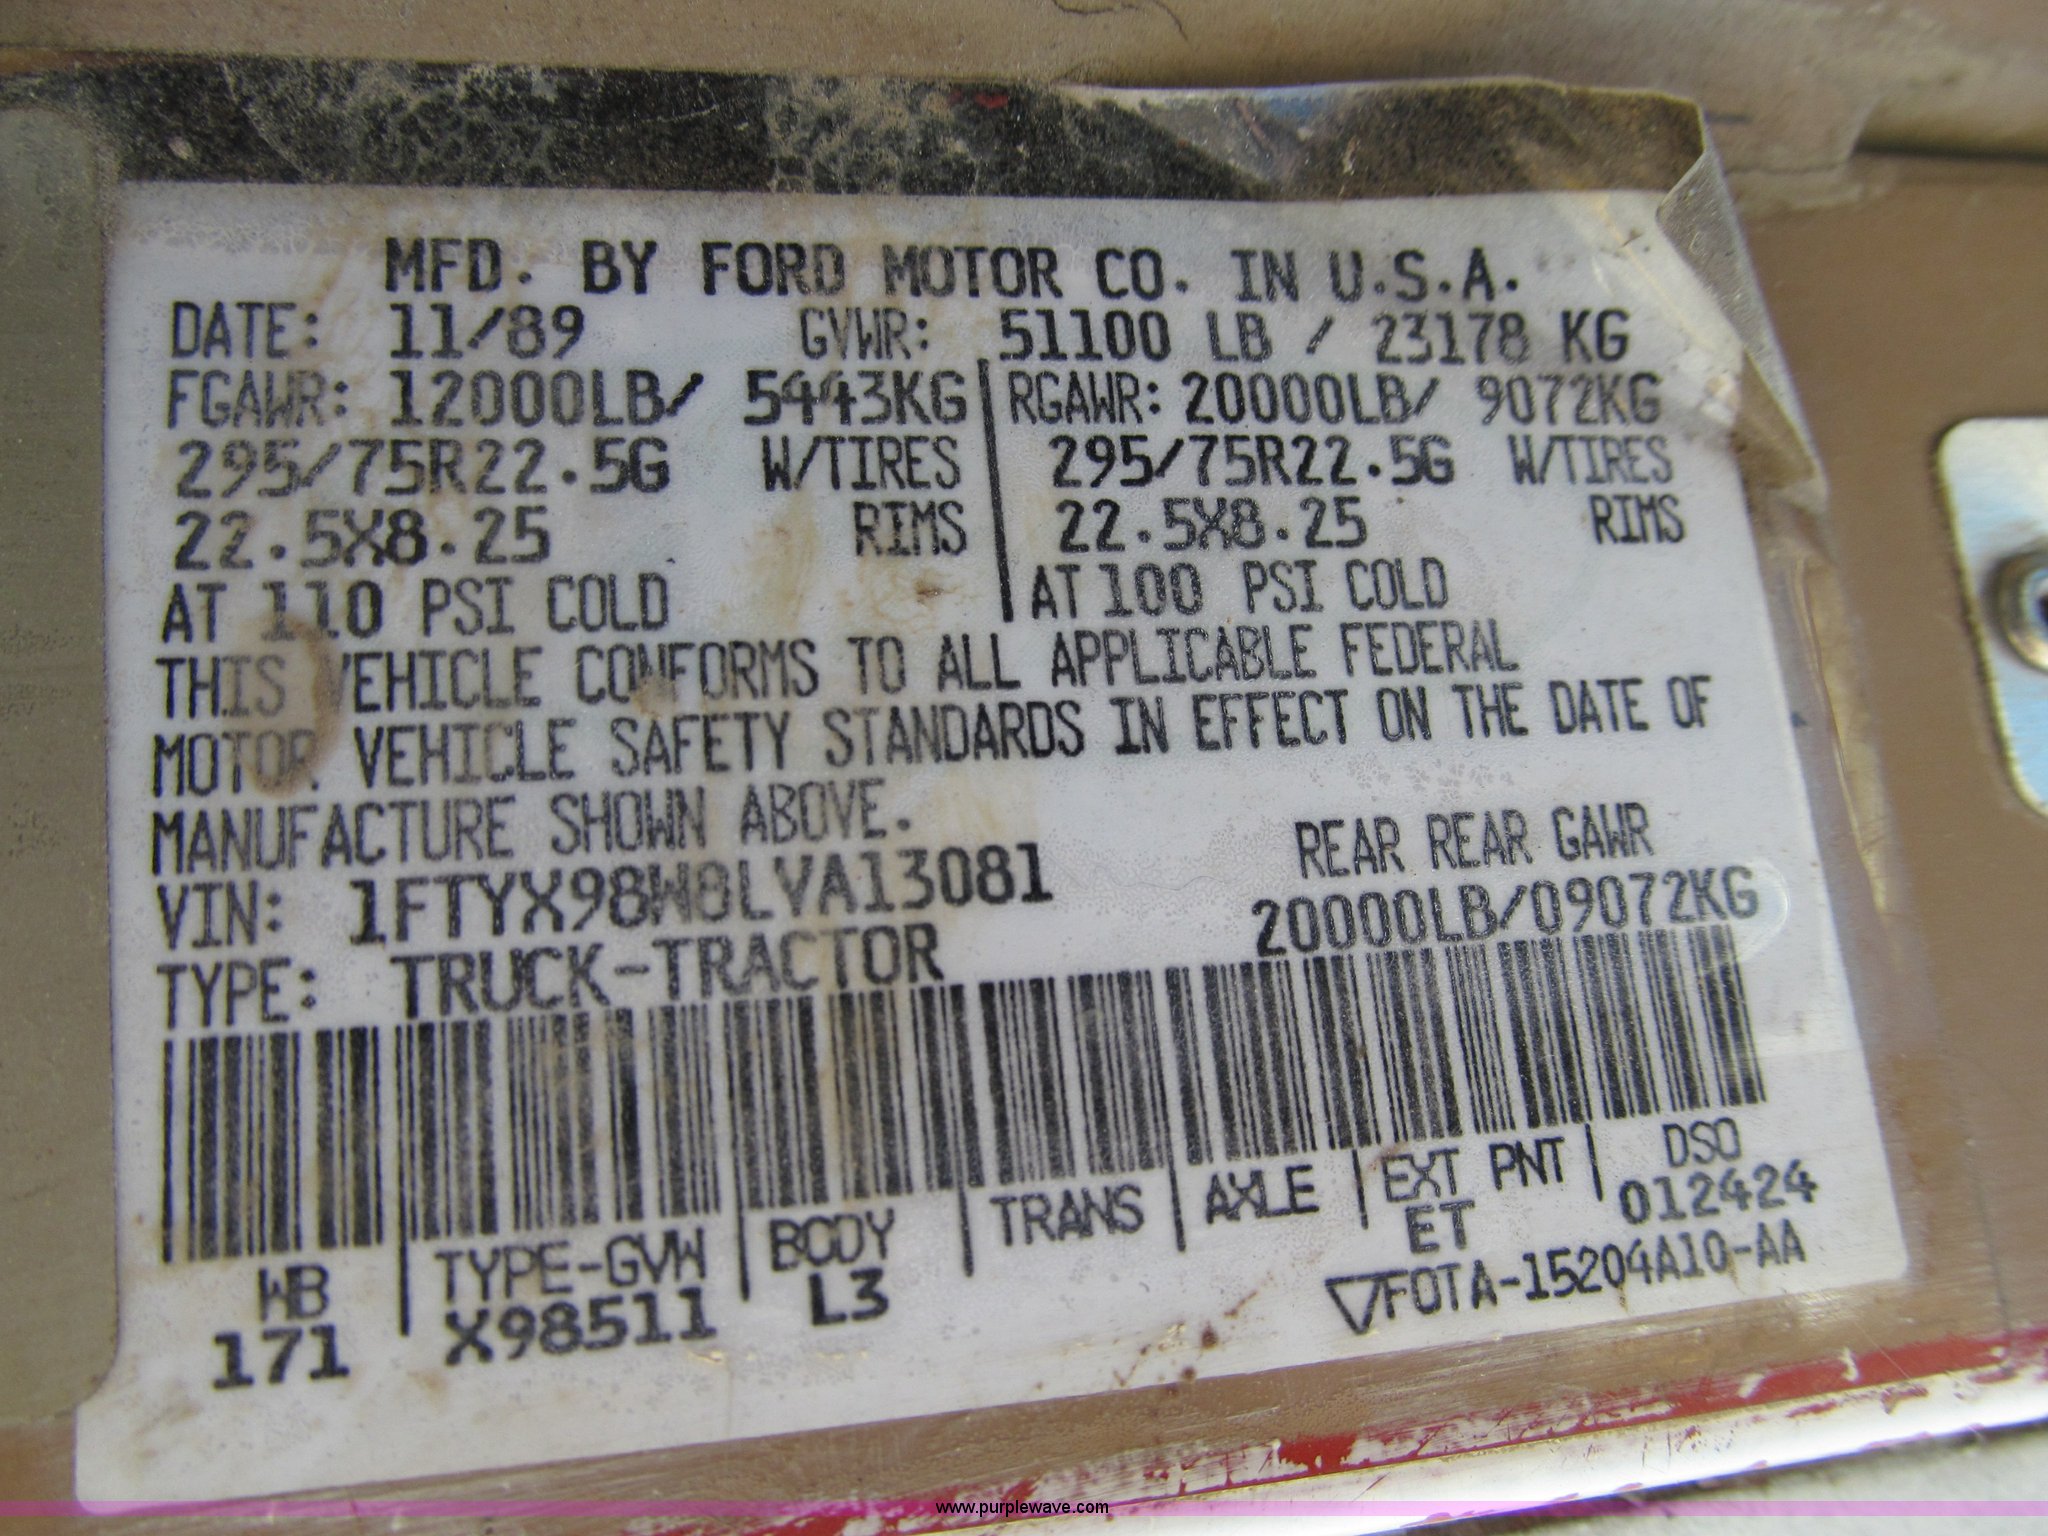 MFD. BY FORD MOTOR CO. IN U.S.A.
DATE: 11/89 GVWR: 51100 LB / 23178 KG
FGAWR: 12000LB/ 5443KG RGAWR: 20000LB/ 9072KG
295/75R22.5G W/TIRES 295/75R22.5G W/TIRES
22.5X8.25 RIMS 22.5X8.25 RIMS
AT 110 PSI COLD AT 100 PSI COLD
THIS VEHICLE CONFORMS TO ALL APPLICABLE FEDERAL
MOTOR VEHICLE SAFETY STANDARDS IN EFFECT ON THE DATE OF
MANUFACTURE SHOWN ABOVE.
REAR REAR GAWR
VIN: 1FTYX98W8LVA13081 20000LB/09072KG
TYPE: TRUCK-TRACTOR
WB TYPE-GVW BODY TRANS AXLE EXT PNT DSO
171 X98511 L3 ET 012424
FOTA-15204A10-AA
www.purplewave.com